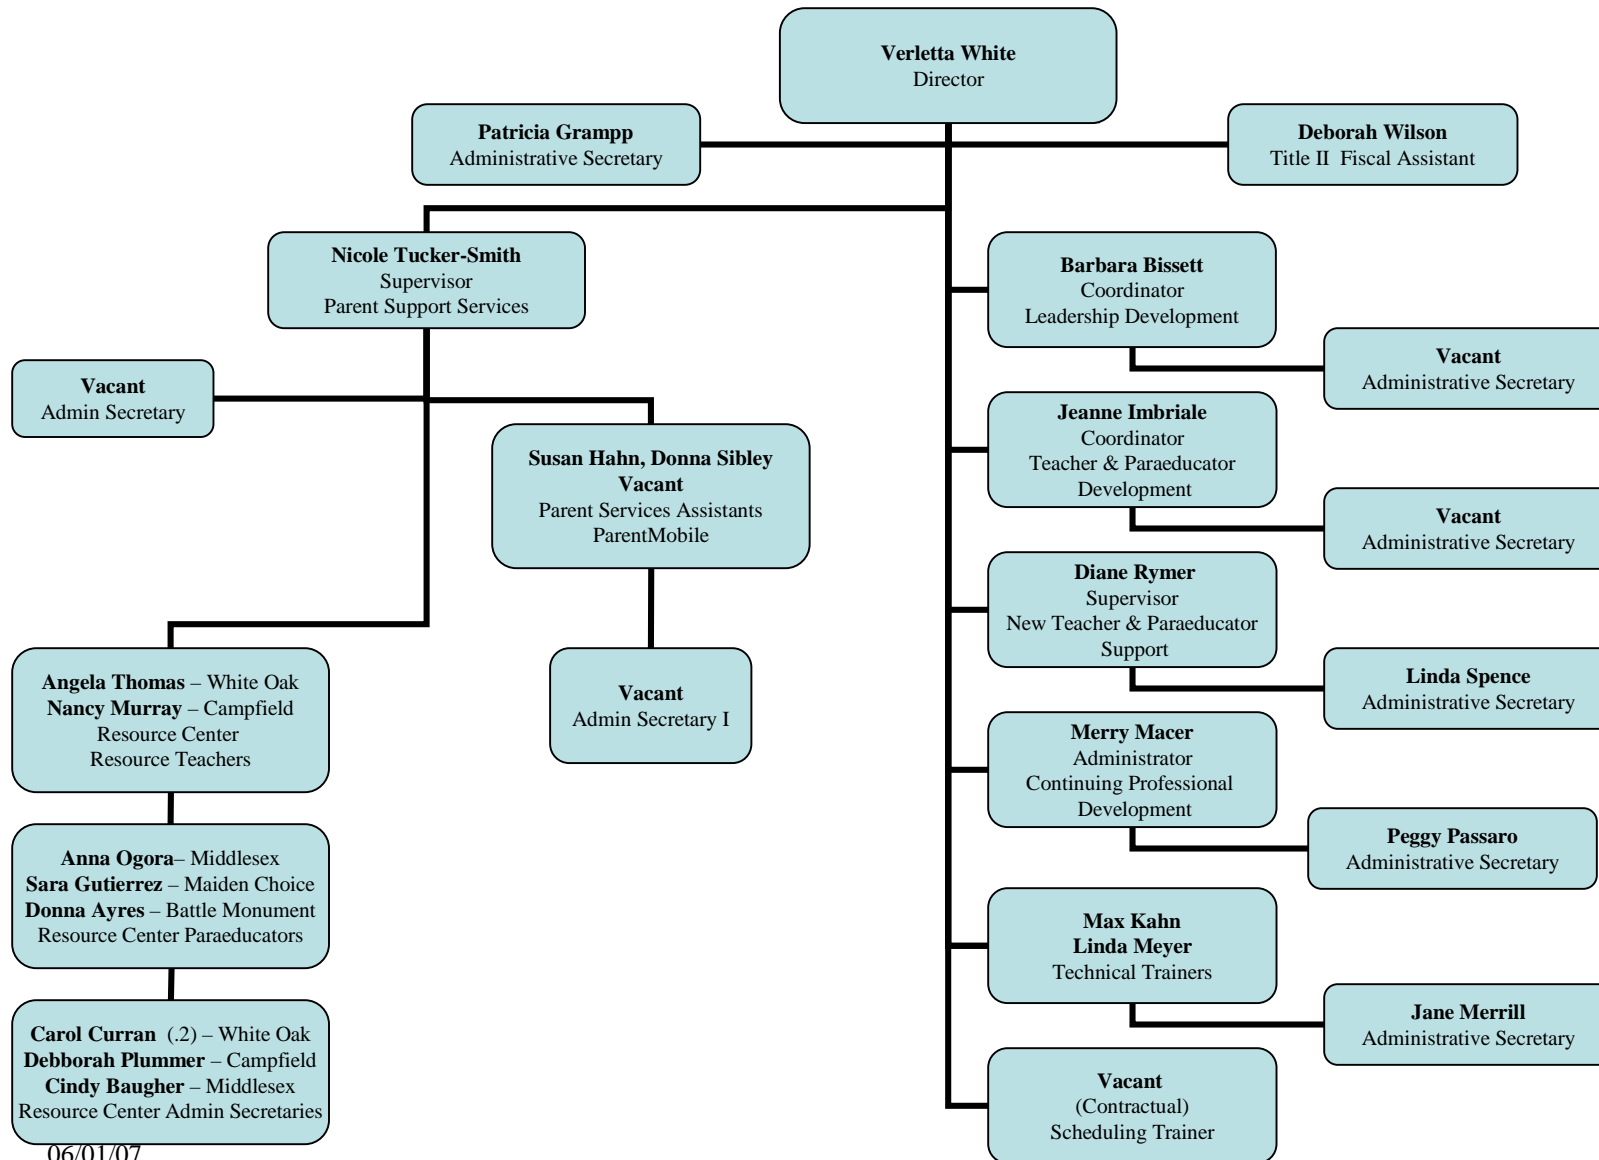 Verletta White
Director
Patricia Grampp
Administrative Secretary
Deborah Wilson
Title II  Fiscal Assistant
Nicole Tucker-Smith
Supervisor
Parent Support Services
Vacant
Admin Secretary
Susan Hahn, Donna Sibley
Vacant
Parent Services Assistants
ParentMobile
Vacant
Admin Secretary I
Angela Thomas – White Oak
Nancy Murray – Campfield
Resource Center
Resource Teachers
Anna Ogora– Middlesex
Sara Gutierrez – Maiden Choice
Donna Ayres – Battle Monument
Resource Center Paraeducators
Carol Curran  (.2) – White Oak
Debborah Plummer – Campfield
Cindy Baugher – Middlesex
Resource Center Admin Secretaries
Barbara Bissett
Coordinator
Leadership Development
Vacant
Administrative Secretary
Jeanne Imbriale
Coordinator
Teacher & Paraeducator
Development
Vacant
Administrative Secretary
Diane Rymer
Supervisor
New Teacher & Paraeducator
Support
Linda Spence
Administrative Secretary
Merry Macer
Administrator
Continuing Professional
Development
Peggy Passaro
Administrative Secretary
Max Kahn
Linda Meyer
Technical Trainers
Jane Merrill
Administrative Secretary
Vacant
(Contractual)
Scheduling Trainer
06/01/07